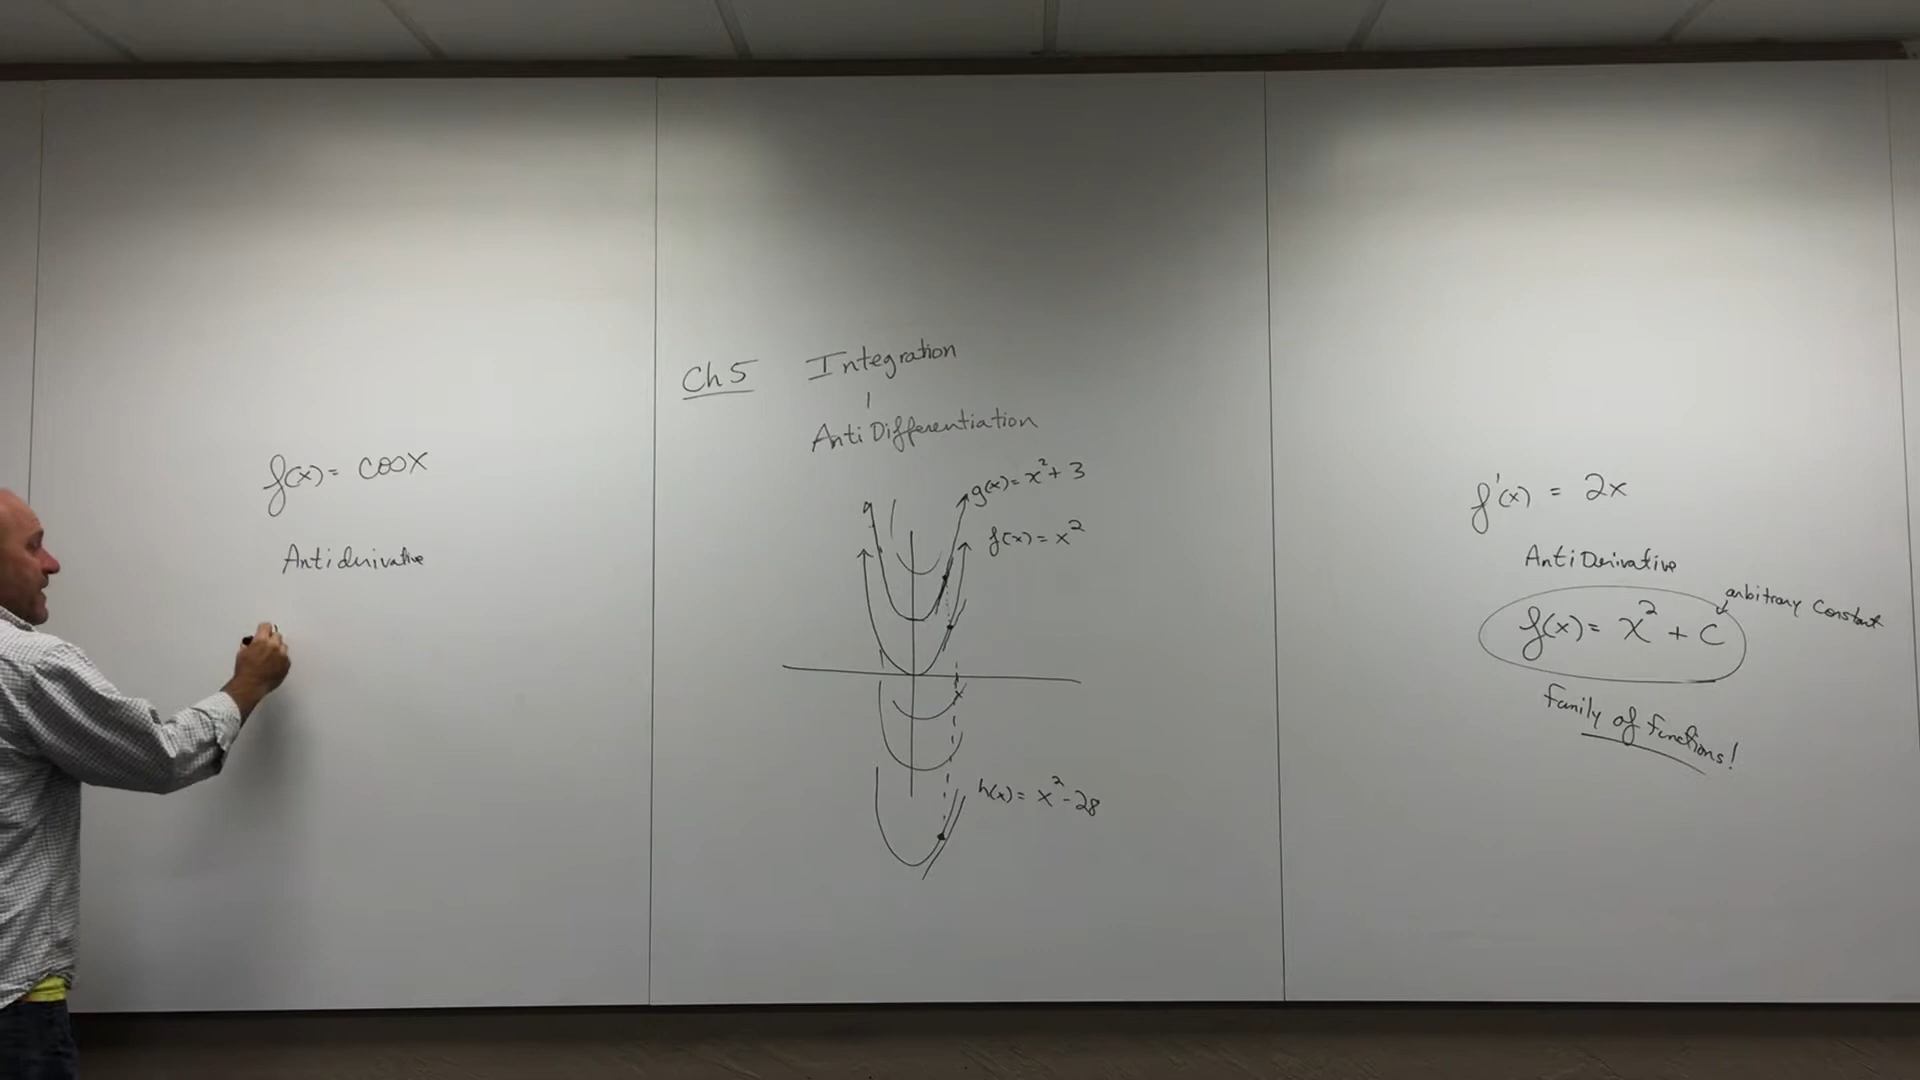 f(x) = cosx
Antiderivative
Ch 5 Integration
Anti Differentiation
g(x) = x² + 3
f(x) = x²
x
h(x) = x² - 28
f'(x) = 2x
AntiDerivative
arbitrary Constant
f(x) = x² + C
Family of Functions!